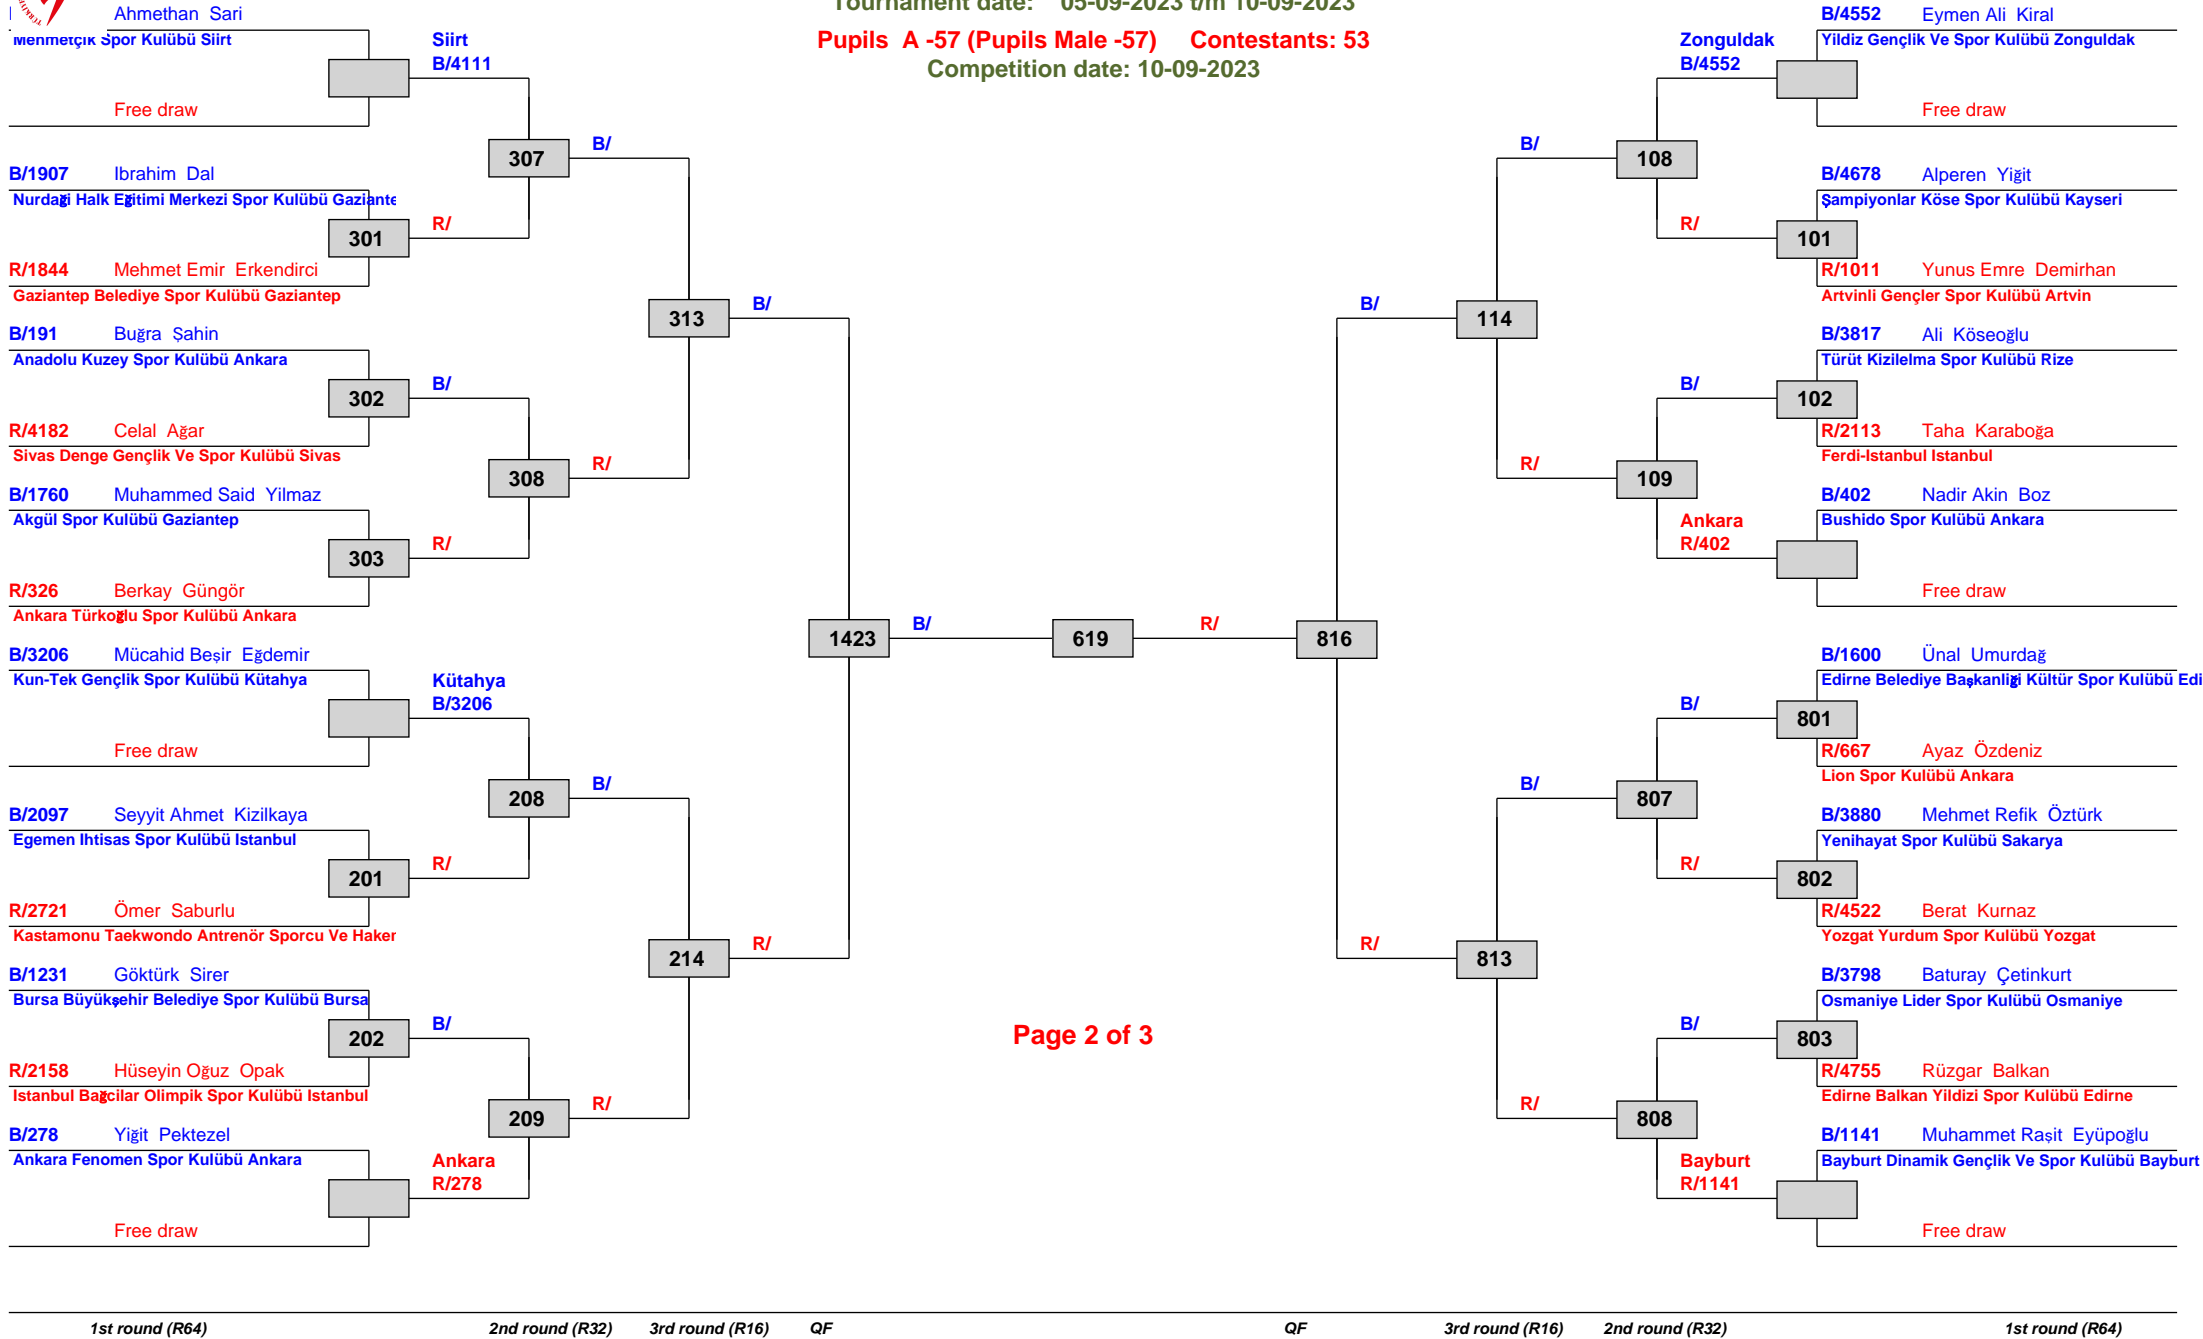 Tournament date: 05-09-2023 t/m 10-09-2023
Pupils A -57 (Pupils Male -57) Contestants: 53
Competition date: 10-09-2023
Ahmethan Sari
Mehmetçik Spor Kulübü Siirt
Free draw
Siirt
B/4111
B/1907 Ibrahim Dal
Nurdaği Halk Eğitimi Merkezi Spor Kulübü Gaziante
301
R/1844 Mehmet Emir Erkendirci
Gaziantep Belediye Spor Kulübü Gaziantep
R/
307
B/
B/191 Buğra Şahin
Anadolu Kuzey Spor Kulübü Ankara
302
R/4182 Celal Ağar
Sivas Denge Gençlik Ve Spor Kulübü Sivas
B/
B/1760 Muhammed Said Yilmaz
Akgül Spor Kulübü Gaziantep
303
R/326 Berkay Güngör
Ankara Türkoğlu Spor Kulübü Ankara
R/
308
R/
313
B/
B/3206 Mücahid Beşir Eğdemir
Kun-Tek Gençlik Spor Kulübü Kütahya
Free draw
Kütahya
B/3206
B/2097 Seyyit Ahmet Kizilkaya
Egemen Ihtisas Spor Kulübü Istanbul
201
R/2721 Ömer Saburlu
Kastamonu Taekwondo Antrenör Sporcu Ve Haker
R/
208
B/
B/1231 Göktürk Sirer
Bursa Büyükşehir Belediye Spor Kulübü Bursa
202
R/2158 Hüseyin Oğuz Opak
Istanbul Bağcilar Olimpik Spor Kulübü Istanbul
B/
B/278 Yiğit Pektezel
Ankara Fenomen Spor Kulübü Ankara
Free draw
Ankara
R/278
209
R/
214
R/
1423
B/
619
R/
816
B/4552 Eymen Ali Kiral
Yildiz Gençlik Ve Spor Kulübü Zonguldak
Free draw
Zonguldak
B/4552
B/4678 Alperen Yiğit
Şampiyonlar Köse Spor Kulübü Kayseri
101
R/1011 Yunus Emre Demirhan
Artvinli Gençler Spor Kulübü Artvin
R/
108
B/
B/3817 Ali Köseoğlu
Türüt Kizilelma Spor Kulübü Rize
102
R/2113 Taha Karaboğa
Ferdi-Istanbul Istanbul
B/
B/402 Nadir Akin Boz
Bushido Spor Kulübü Ankara
Free draw
Ankara
R/402
109
R/
114
B/
B/1600 Ünal Umurdağ
Edirne Belediye Başkanliği Kültür Spor Kulübü Edi
801
R/667 Ayaz Özdeniz
Lion Spor Kulübü Ankara
B/
B/3880 Mehmet Refik Öztürk
Yenihayat Spor Kulübü Sakarya
802
R/4522 Berat Kurnaz
Yozgat Yurdum Spor Kulübü Yozgat
R/
807
B/
B/3798 Baturay Çetinkurt
Osmaniye Lider Spor Kulübü Osmaniye
803
R/4755 Rüzgar Balkan
Edirne Balkan Yildizi Spor Kulübü Edirne
B/
B/1141 Muhammet Raşit Eyüpoğlu
Bayburt Dinamik Gençlik Ve Spor Kulübü Bayburt
Free draw
Bayburt
R/1141
808
R/
813
R/
Page 2 of 3
1st round (R64) 2nd round (R32) 3rd round (R16) QF QF 3rd round (R16) 2nd round (R32) 1st round (R64)